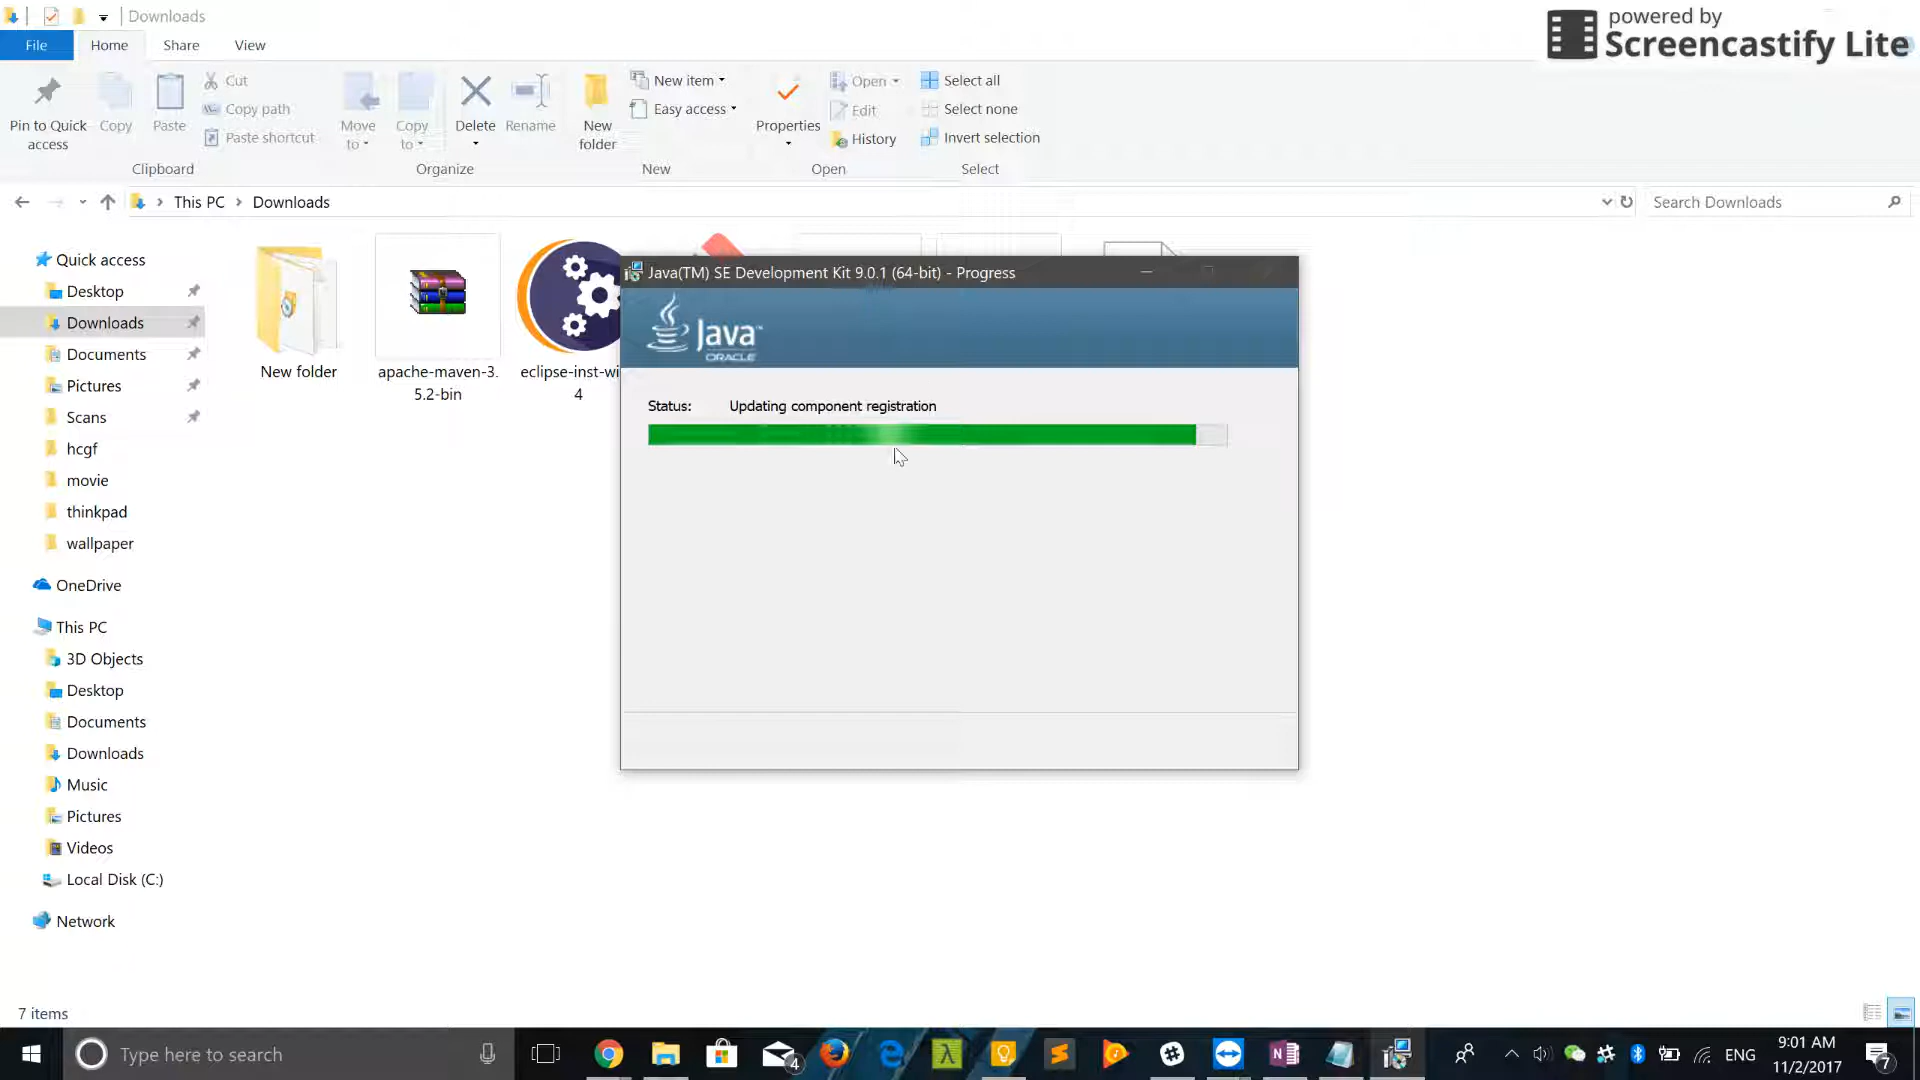 Downloads
powered by
Screencastify Lite
File
Home
Share
View
Pin to Quick
access
Copy
Paste
Cut
Copy path
Paste shortcut
Clipboard
Move
to
Copy
to
Delete
Rename
Organize
New
folder
New item
Easy access
New
Properties
Open
Edit
History
Open
Select all
Select none
Invert selection
Select
This PC
Downloads
Search Downloads
Quick access
Desktop
Downloads
Documents
Pictures
Scans
hcgf
movie
thinkpad
wallpaper
OneDrive
This PC
3D Objects
Desktop
Documents
Downloads
Music
Pictures
Videos
Local Disk (C:)
Network
New folder
apache-maven-3.
5.2-bin
eclipse-inst-wi
4
Java(TM) SE Development Kit 9.0.1 (64-bit) - Progress
Java™
ORACLE
Status:
Updating component registration
7 items
Type here to search
4
ENG
9:01 AM
11/2/2017
7